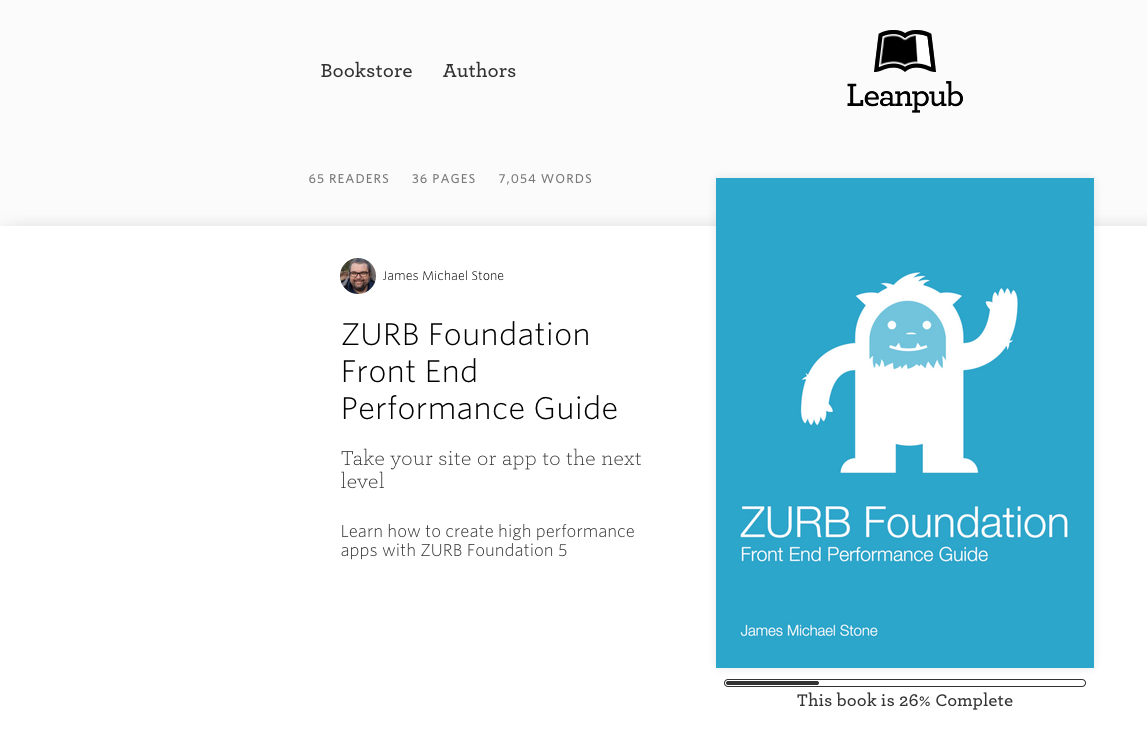 Bookstore Authors
Leanpub
65 READERS 36 PAGES 7,054 WORDS
James Michael Stone
ZURB Foundation
Front End
Performance Guide
Take your site or app to the next
level
Learn how to create high performance
apps with ZURB Foundation 5
ZURB Foundation
Front End Performance Guide
James Michael Stone
This book is 26% Complete